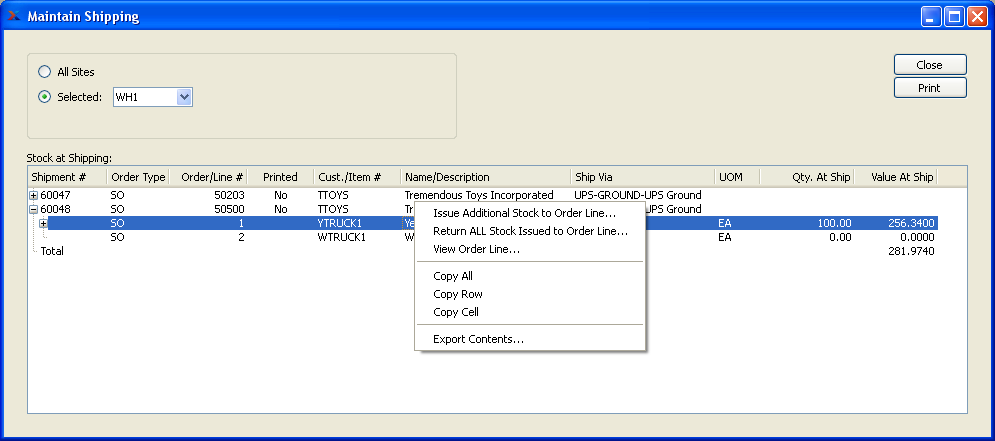 Maintain Shipping
All Sites
Selected: WH1
Close
Print
Stock at Shipping:
Shipment # Order Type Order/Line # Printed Cust./Item # Name/Description Ship Via UOM Qty. At Ship Value At Ship
60047 SO 50203 No TTOYS Tremendous Toys Incorporated UPS-GROUND-UPS Ground
60048 SO 50500 No TTOYS Tr PS Ground
SO 1 YTRUCK1 Ye EA 100.00 256.3400
SO 2 WTRUCK1 W EA 0.00 0.0000
Total 281.9740
Issue Additional Stock to Order Line...
Return ALL Stock Issued to Order Line...
View Order Line...
Copy All
Copy Row
Copy Cell
Export Contents...